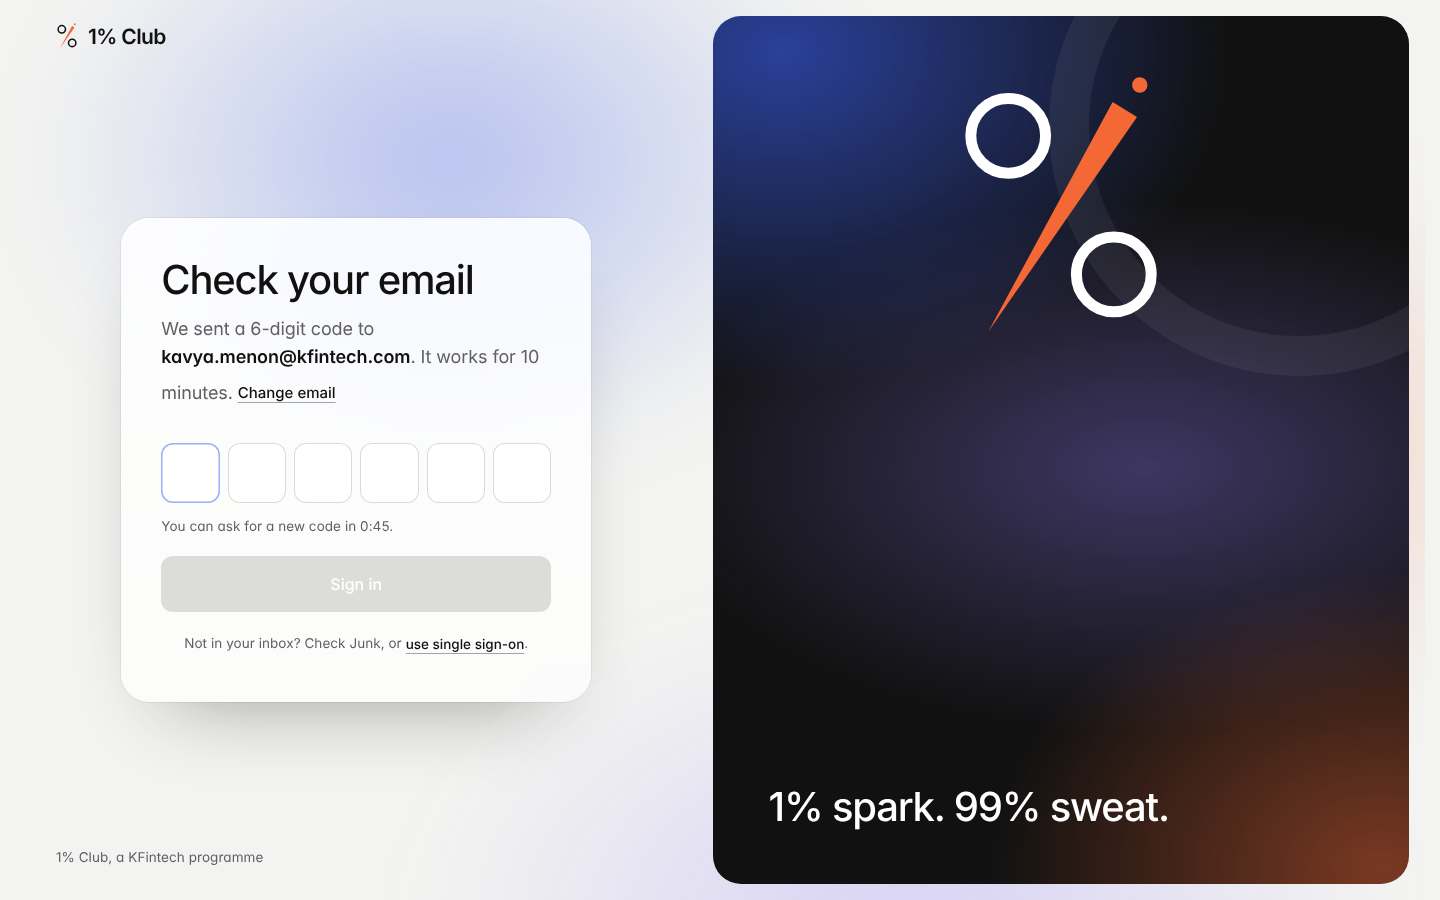 1% Club
Check your email
We sent a 6-digit code to
kavya.menon@kfintech.com. It works for 10
minutes. Change email
You can ask for a new code in 0:45.
Sign in
Not in your inbox? Check Junk, or use single sign-on.
1% Club, a KFintech programme
1% spark. 99% sweat.